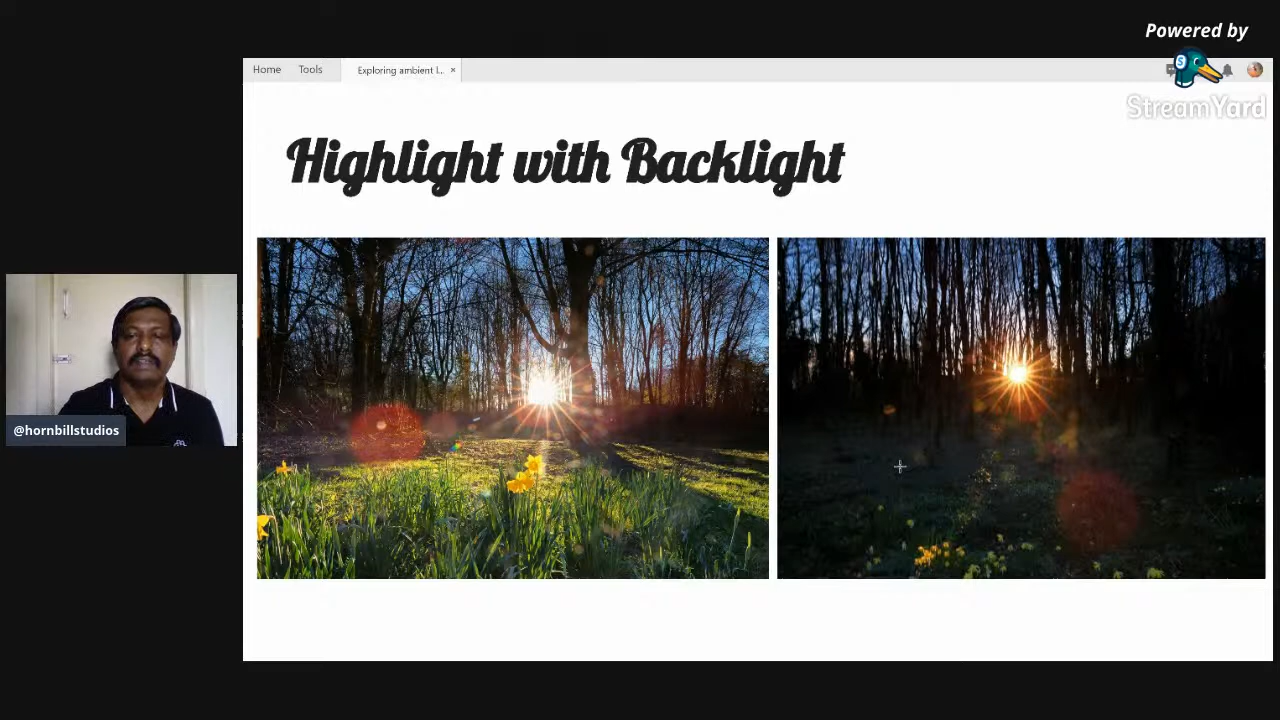 Powered by
StreamYard
Home Tools Exploring ambient l... ×
Highlight with Backlight
@hornbillstudios